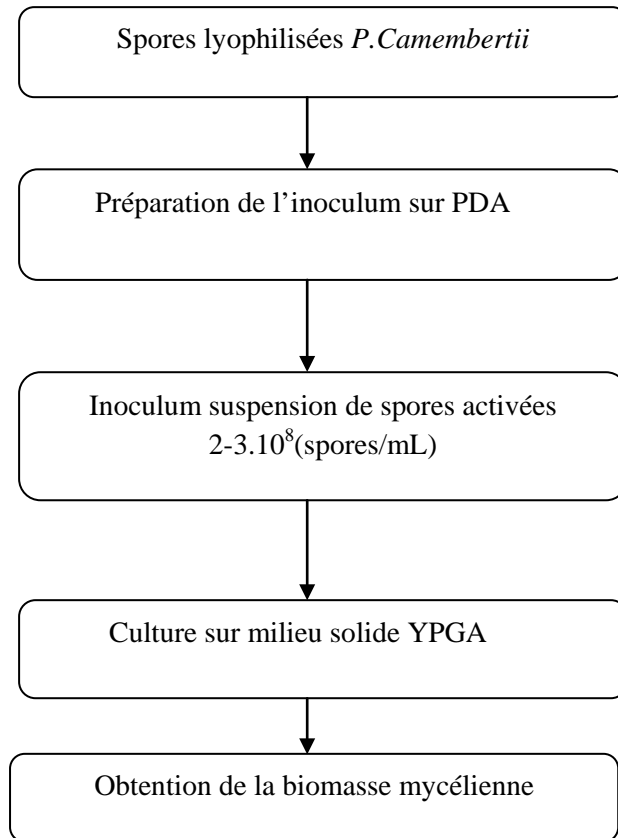 Spores lyophilisées P.Camembertii
Préparation de l’inoculum sur PDA
Inoculum suspension de spores activées
2-3.10⁸(spores/mL)
Culture sur milieu solide YPGA
Obtention de la biomasse mycélienne